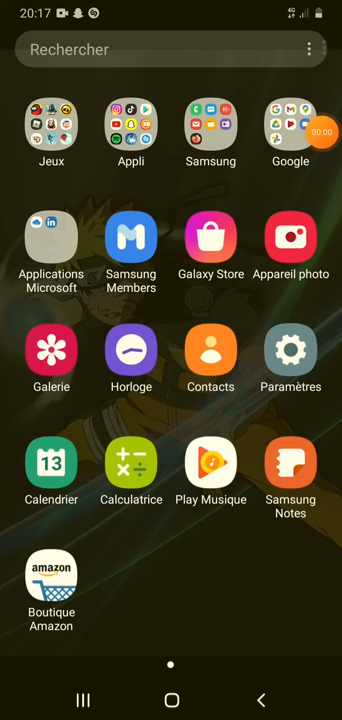 20:17
4G
Rechercher
00:00
Jeux
Appli
Samsung
Google
Applications
Microsoft
Samsung
Members
Galaxy Store
Appareil photo
Galerie
Horloge
Contacts
Paramètres
13
Calendrier
Calculatrice
Play Musique
Samsung
Notes
amazon
Boutique
Amazon